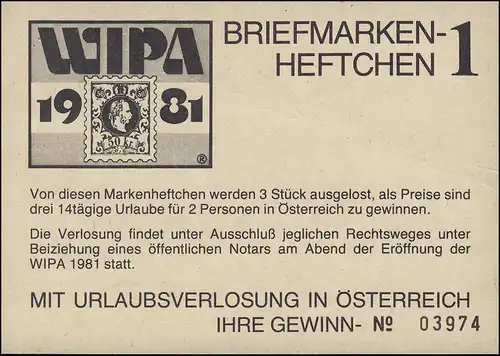 WIPA
1981
50 Kr.
®
BRIEFMARKEN-
HEFTCHEN 1
Von diesen Markenheftchen werden 3 Stück ausgelost, als Preise sind
drei 14tägige Urlaube für 2 Personen in Österreich zu gewinnen.
Die Verlosung findet unter Ausschluß jeglichen Rechtsweges unter
Beiziehung eines öffentlichen Notars am Abend der Eröffnung der
WIPA 1981 statt.
MIT URLAUBSVERLOSUNG IN ÖSTERREICH
IHRE GEWINN- № 03974